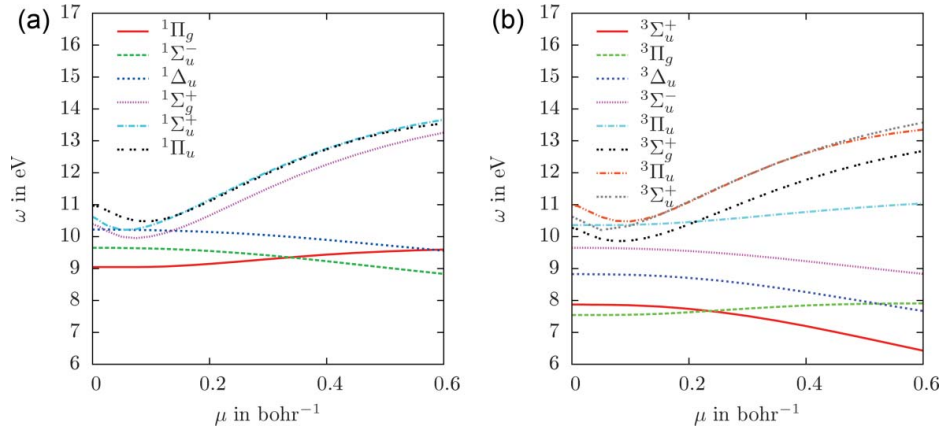 (a)
17
16
15
14
13
12
11
10
9
8
7
6
ω in eV
¹Π_g
¹Σ_u⁻
¹Δ_u
¹Σ_g⁺
¹Σ_u⁺
¹Π_u
0 0.2 0.4 0.6
μ in bohr⁻¹
(b)
17
16
15
14
13
12
11
10
9
8
7
6
ω in eV
³Σ_u⁺
³Π_g
³Δ_u
³Σ_u⁻
³Π_u
³Σ_g⁺
³Π_u
³Σ_u⁺
0 0.2 0.4 0.6
μ in bohr⁻¹